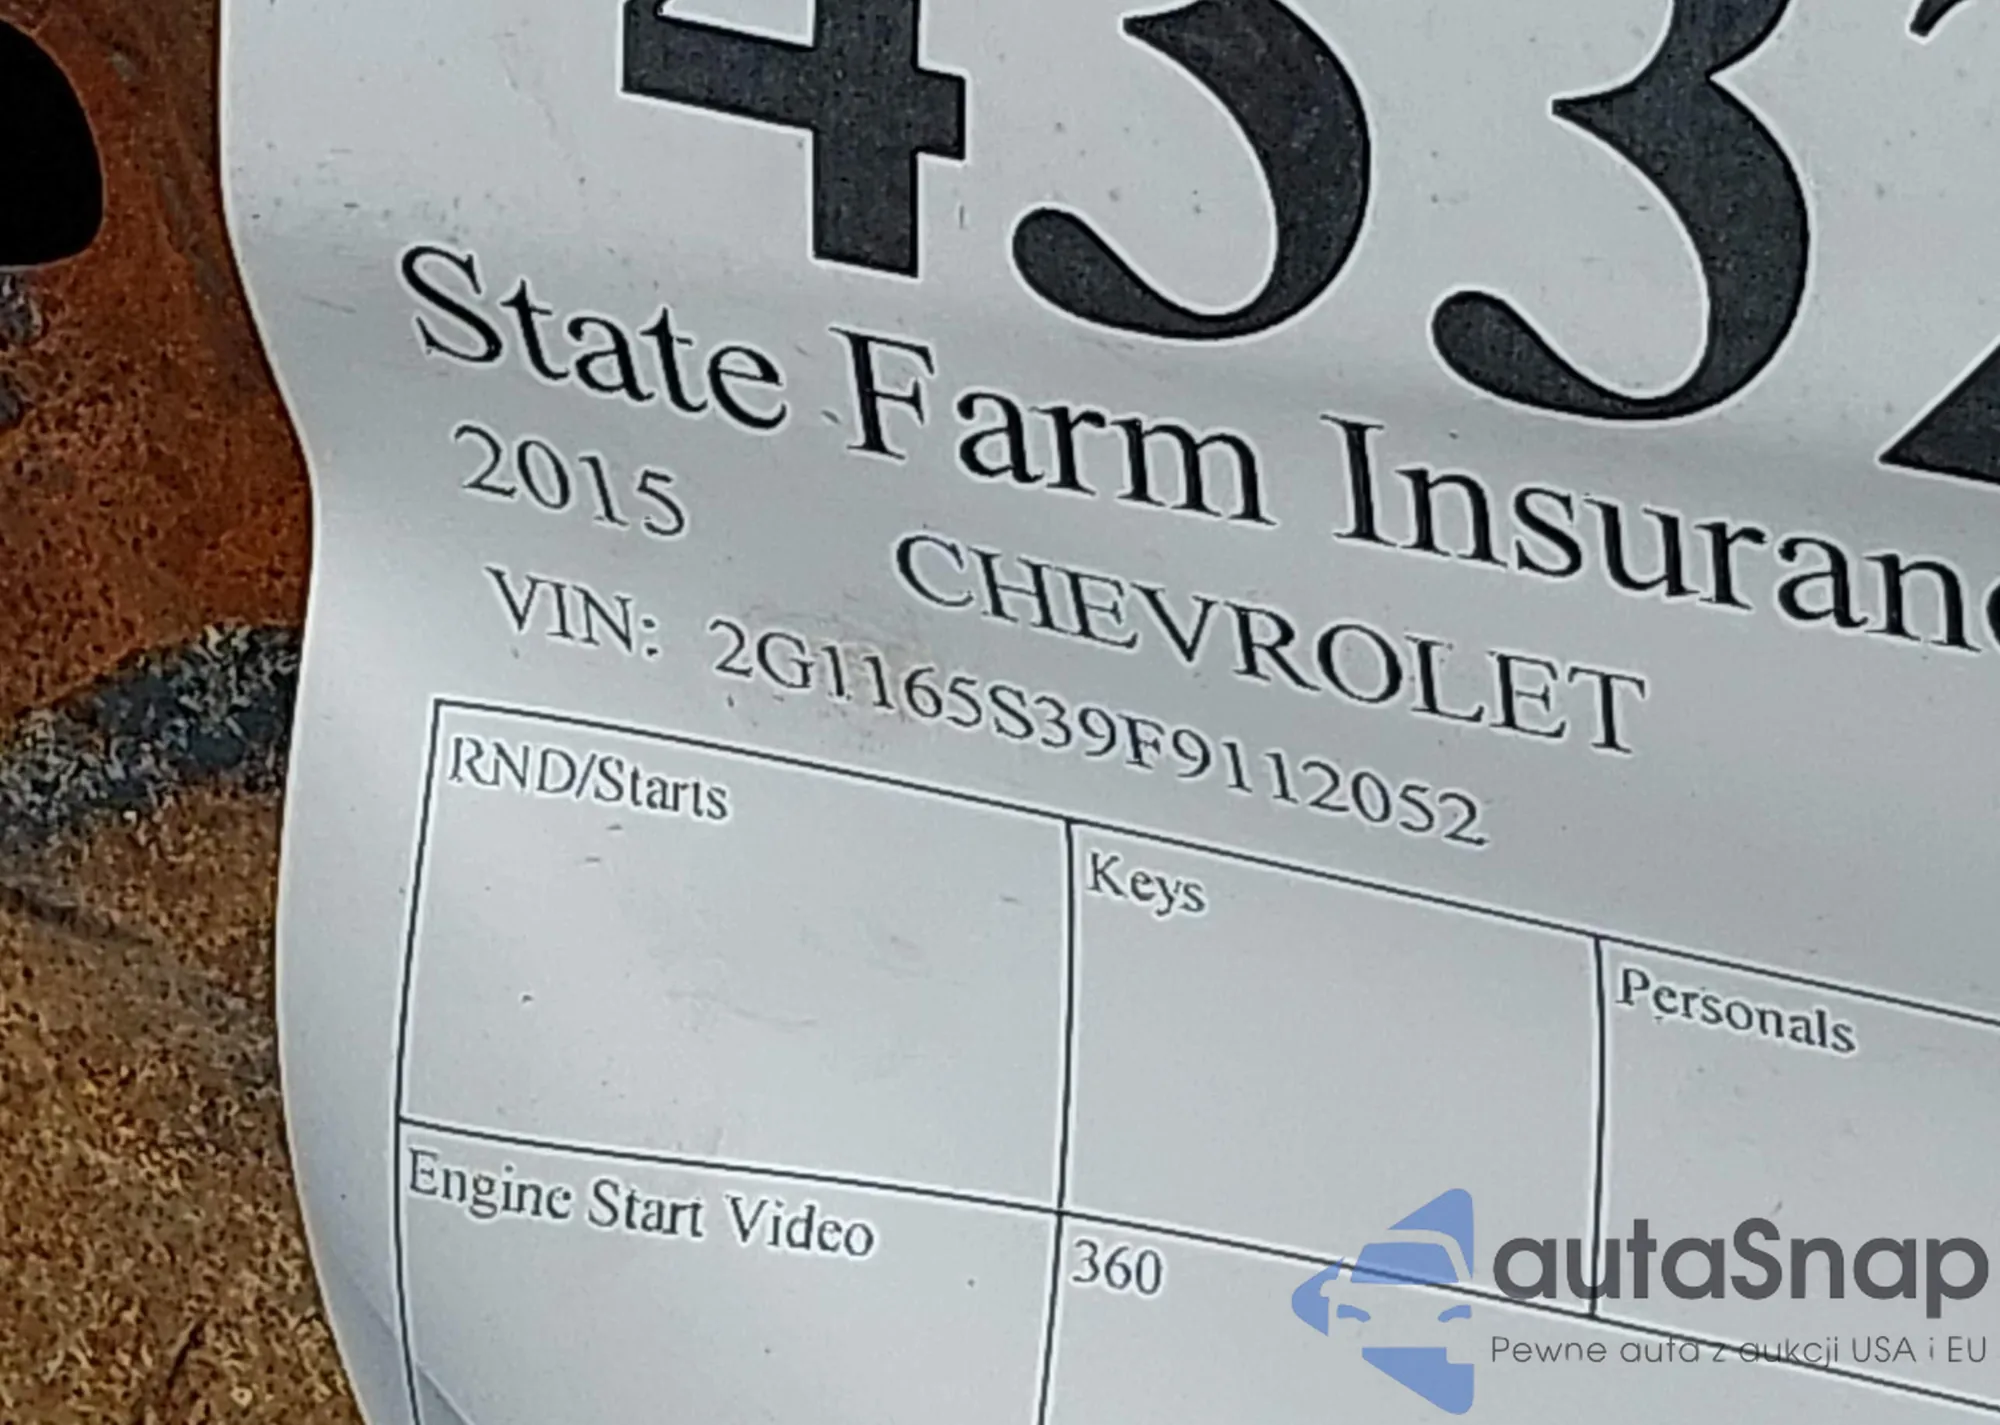 State Farm Insuran
2015 CHEVROLET
VIN: 2G1165S39F9112052
RND/Starts
Keys
Personals
Engine Start Video
360
autaSnap
Pewne auta z aukcji USA i EU